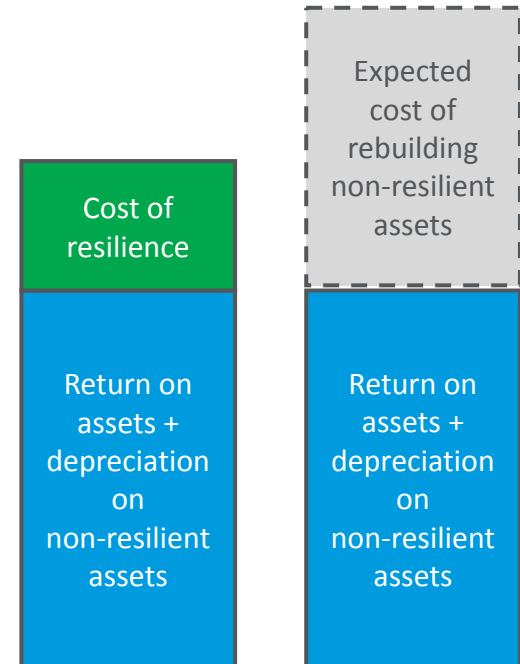 Cost of
resilience
Return on
assets +
depreciation
on
non-resilient
assets
Expected
cost of
rebuilding
non-resilient
assets
Return on
assets +
depreciation
on
non-resilient
assets